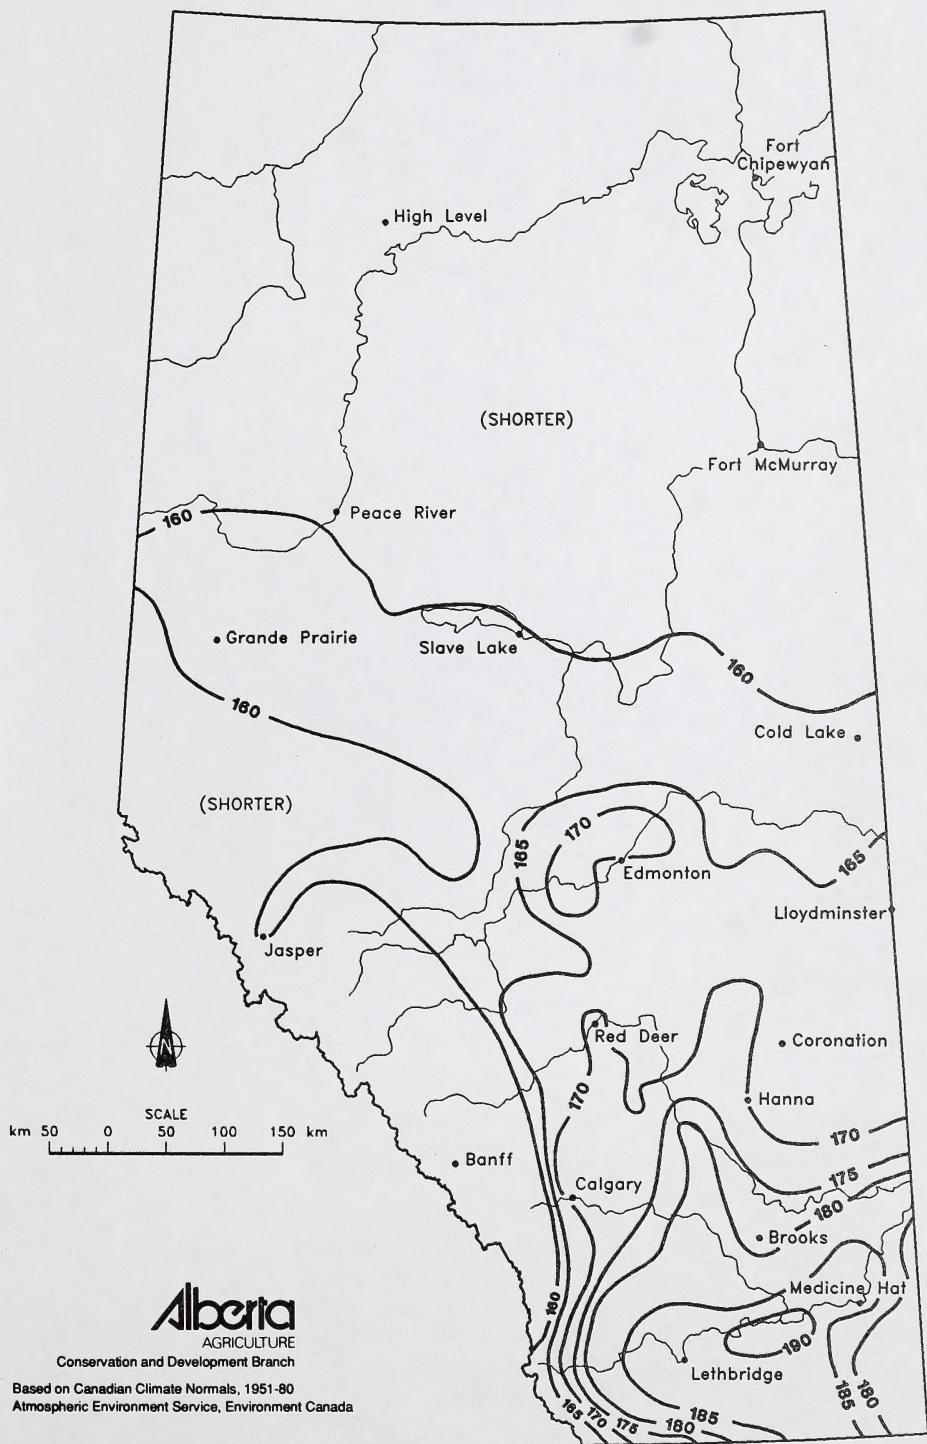 Fort
Chipewyan
High Level
(SHORTER)
Fort McMurray
160
Peace River
Grande Prairie
Slave Lake
160
160
Cold Lake
(SHORTER)
170
165
165
Edmonton
Lloydminster
Jasper
N
Red Deer
Coronation
170
Hanna
SCALE
km 50 0 50 100 150 km
170
Banff
175
Calgary
180
Brooks
Medicine Hat
160
190
Lethbridge
Alberta
AGRICULTURE
Conservation and Development Branch
Based on Canadian Climate Normals, 1951-80
Atmospheric Environment Service, Environment Canada
165
170
175
180
185
185
180